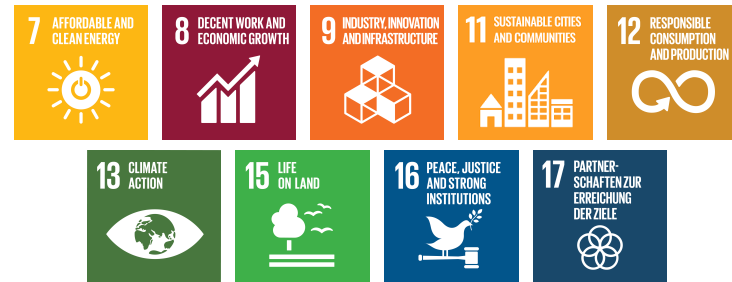 7 AFFORDABLE AND
CLEAN ENERGY
8 DECENT WORK AND
ECONOMIC GROWTH
9 INDUSTRY, INNOVATION
AND INFRASTRUCTURE
11 SUSTAINABLE CITIES
AND COMMUNITIES
12 RESPONSIBLE
CONSUMPTION
AND PRODUCTION
13 CLIMATE
ACTION
15 LIFE
ON LAND
16 PEACE, JUSTICE
AND STRONG
INSTITUTIONS
17 PARTNER-
SCHAFTEN ZUR
ERREICHUNG
DER ZIELE